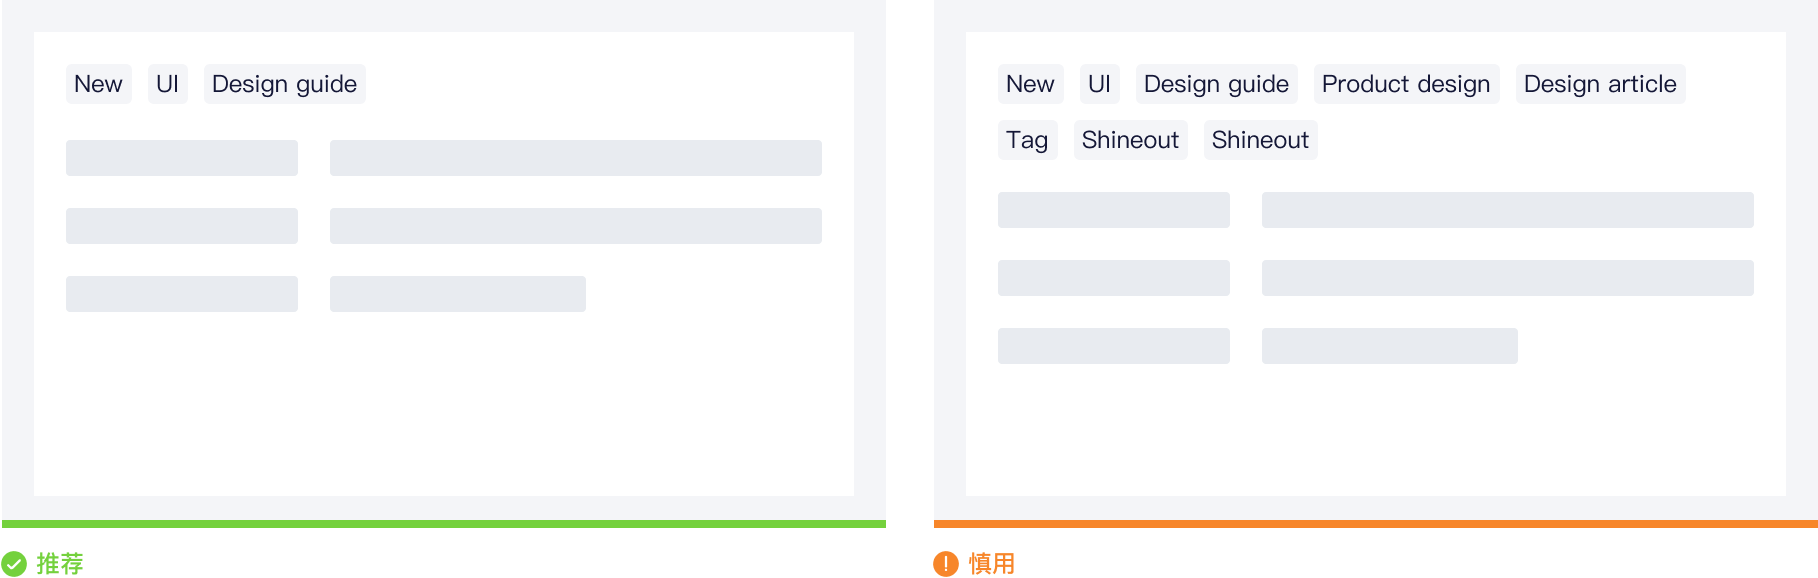 New UI Design guide
推荐
New UI Design guide Product design Design article
Tag Shineout Shineout
慎用